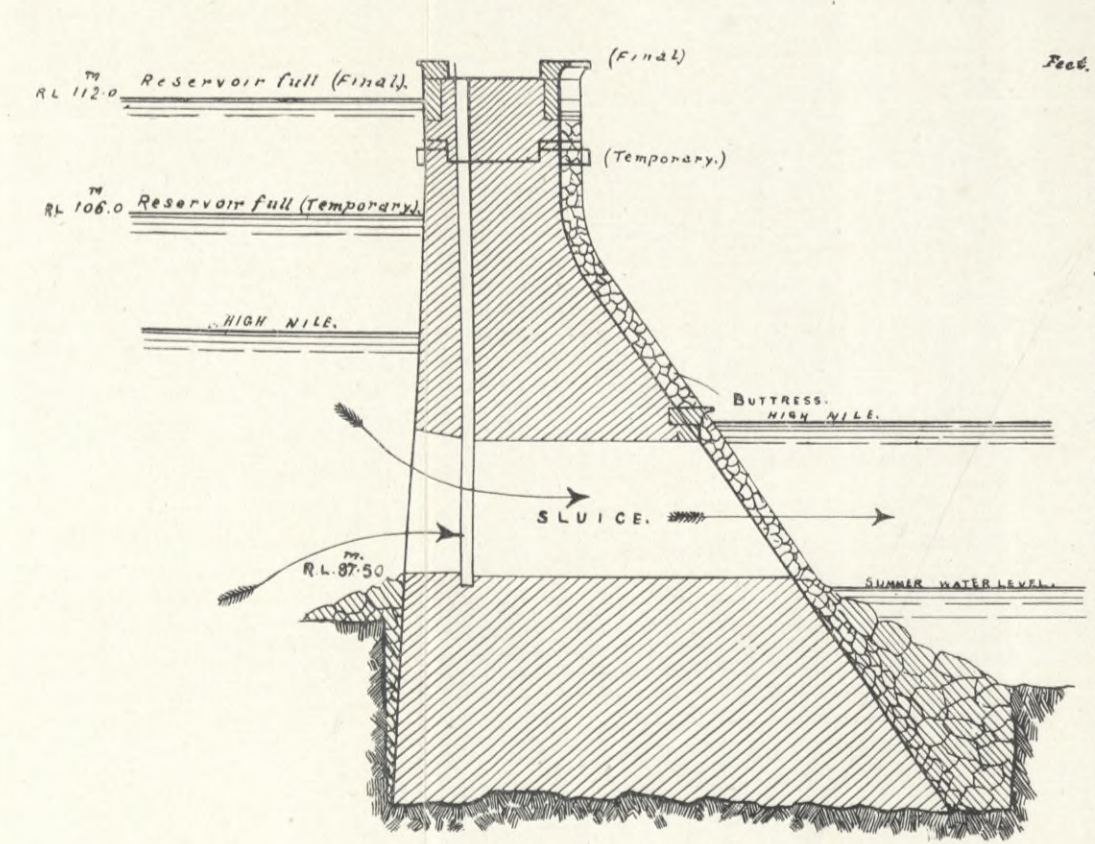 (Final)
Feet.
m
RL 112.0 Reservoir full (Final).
(Temporary.)
m
RL 106.0 Reservoir full (Temporary).
HIGH NILE.
BUTTRESS.
HIGH NILE.
SLUICE.
m.
R.L.87.50
SUMMER WATER LEVEL.